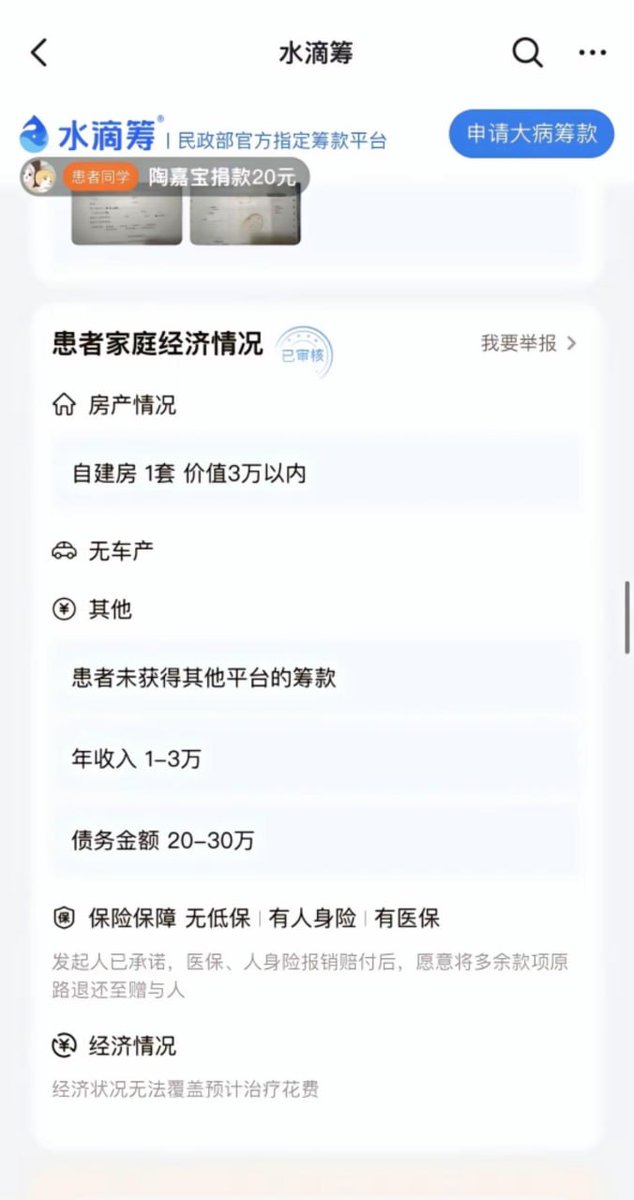 水滴筹
水滴筹® | 民政部官方指定筹款平台
申请大病筹款
患者同学 陶嘉宝捐款20元
患者家庭经济情况 已审核 我要举报
房产情况
自建房 1套 价值3万以内
无车产
其他
患者未获得其他平台的筹款
年收入 1-3万
债务金额 20-30万
保 保险保障 无低保 | 有人身险 | 有医保
发起人已承诺，医保、人身险报销赔付后，愿意将多余款项原
路退还至赠与人
经济情况
经济状况无法覆盖预计治疗花费